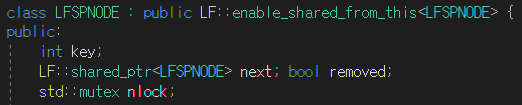 class LFSPNODE : public LF::enable_shared_from_this<LFSPNODE> {
public:
    int key;
    LF::shared_ptr<LFSPNODE> next; bool removed;
    std::mutex nlock;